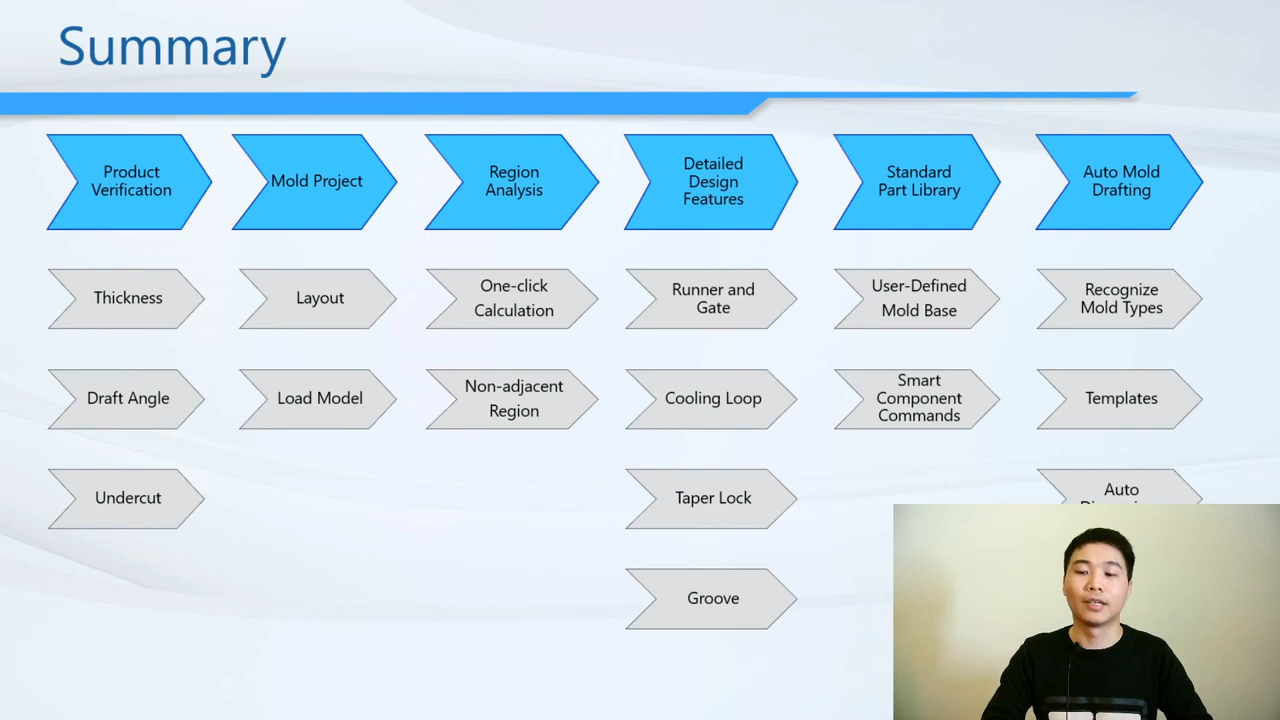 Summary
Product
Verification
Mold Project
Region
Analysis
Detailed
Design
Features
Standard
Part Library
Auto Mold
Drafting
Thickness
Layout
One-click
Calculation
Runner and
Gate
User-Defined
Mold Base
Recognize
Mold Types
Draft Angle
Load Model
Non-adjacent
Region
Cooling Loop
Smart
Component
Commands
Templates
Undercut
Taper Lock
Auto
Groove